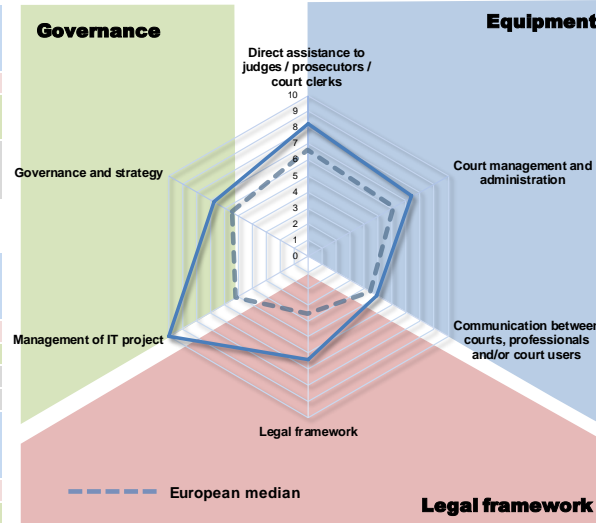 Governance
Equipment
Direct assistance to
judges / prosecutors /
court clerks
10
9
8
7
6
5
4
3
2
1
0
Governance and strategy
Court management and
administration
Management of IT project
Communication between
courts, professionals
and/or court users
Legal framework
European median
Legal framework